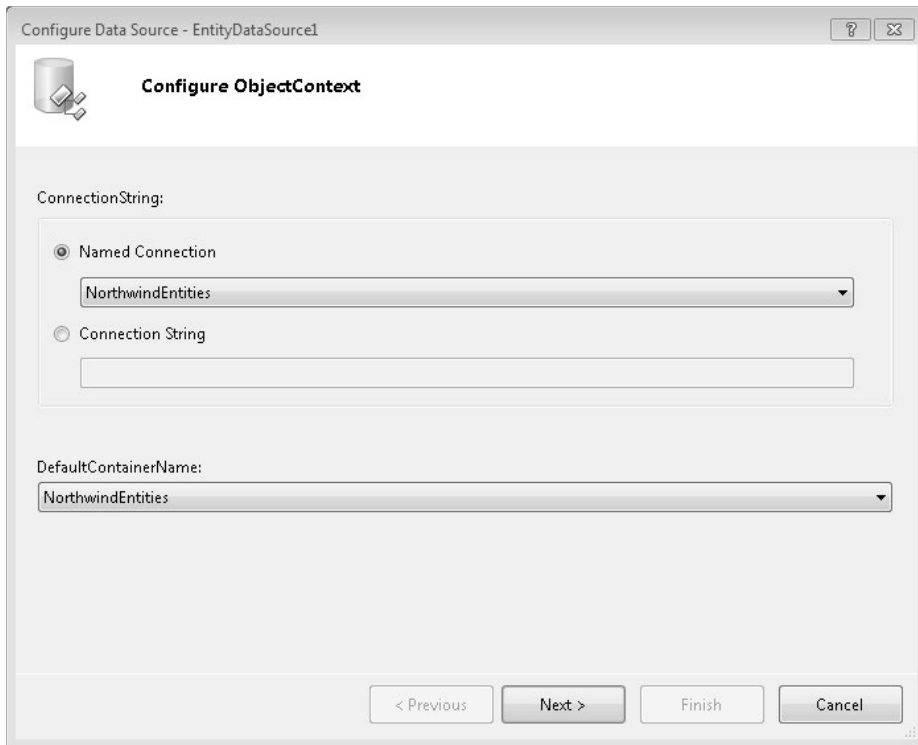 Configure Data Source - EntityDataSource1
Configure ObjectContext
ConnectionString:
Named Connection
NorthwindEntities
Connection String
DefaultContainerName:
NorthwindEntities
< Previous
Next >
Finish
Cancel